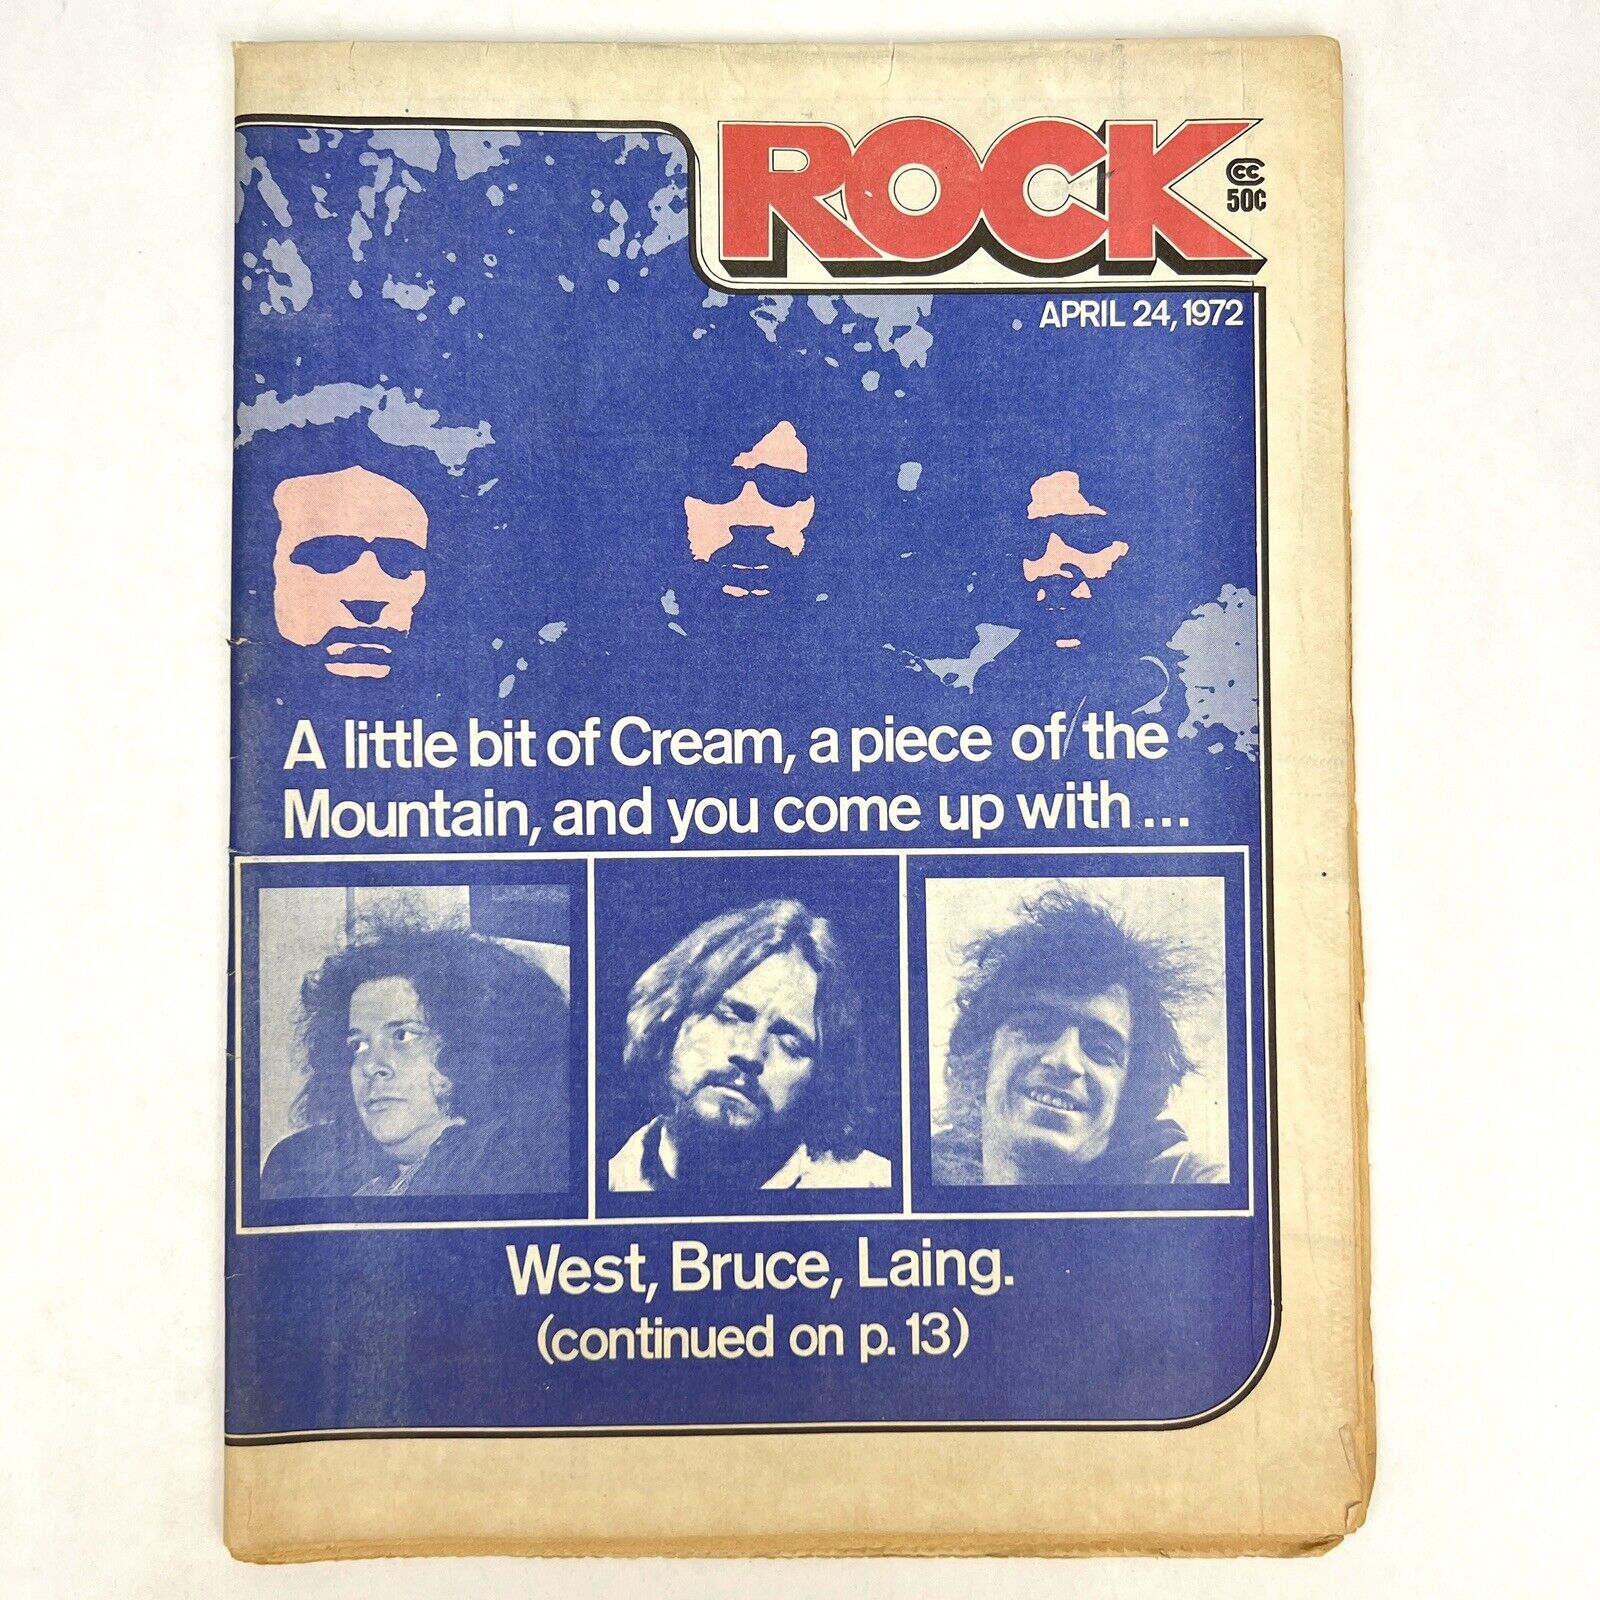 ROCK
CCC
50¢
APRIL 24, 1972
A little bit of Cream, a piece of the
Mountain, and you come up with...
West, Bruce, Laing.
(continued on p. 13)